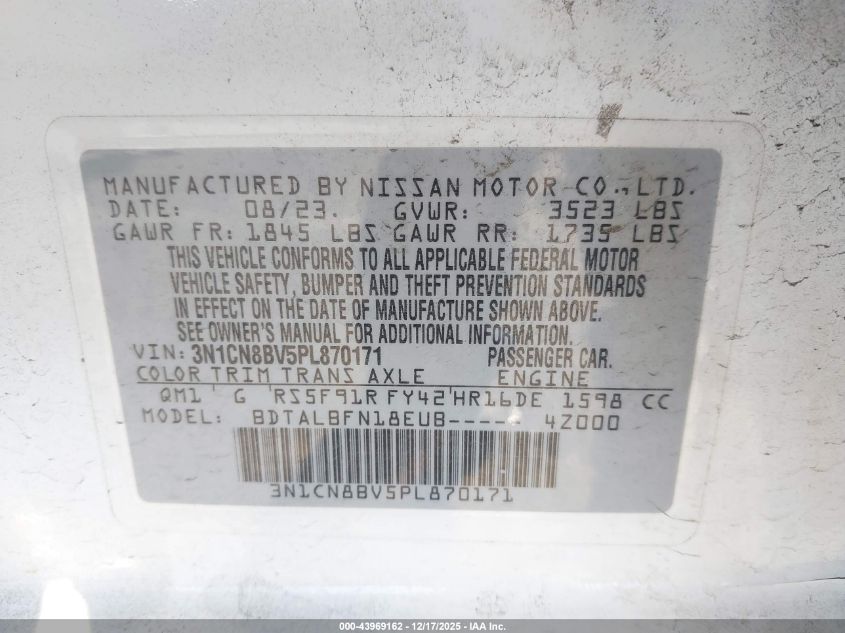 MANUFACTURED BY NISSAN MOTOR CO., LTD.
DATE: 08/23. GVWR: 3523 LBS
GAWR FR: 1845 LBS GAWR RR: 1735 LBS
THIS VEHICLE CONFORMS TO ALL APPLICABLE FEDERAL MOTOR
VEHICLE SAFETY, BUMPER AND THEFT PREVENTION STANDARDS
IN EFFECT ON THE DATE OF MANUFACTURE SHOWN ABOVE.
SEE OWNER'S MANUAL FOR ADDITIONAL INFORMATION.
VIN: 3N1CN8BV5PL870171 PASSENGER CAR.
COLOR TRIM TRANS AXLE ENGINE
QM1 ' G 'RS5F91R FY42'HR16DE 1598 CC
MODEL: BDTALBFN18EUB----- 4Z000
3N1CN8BV5PL870171
000-43969162 - 12/17/2025 - IAA Inc.